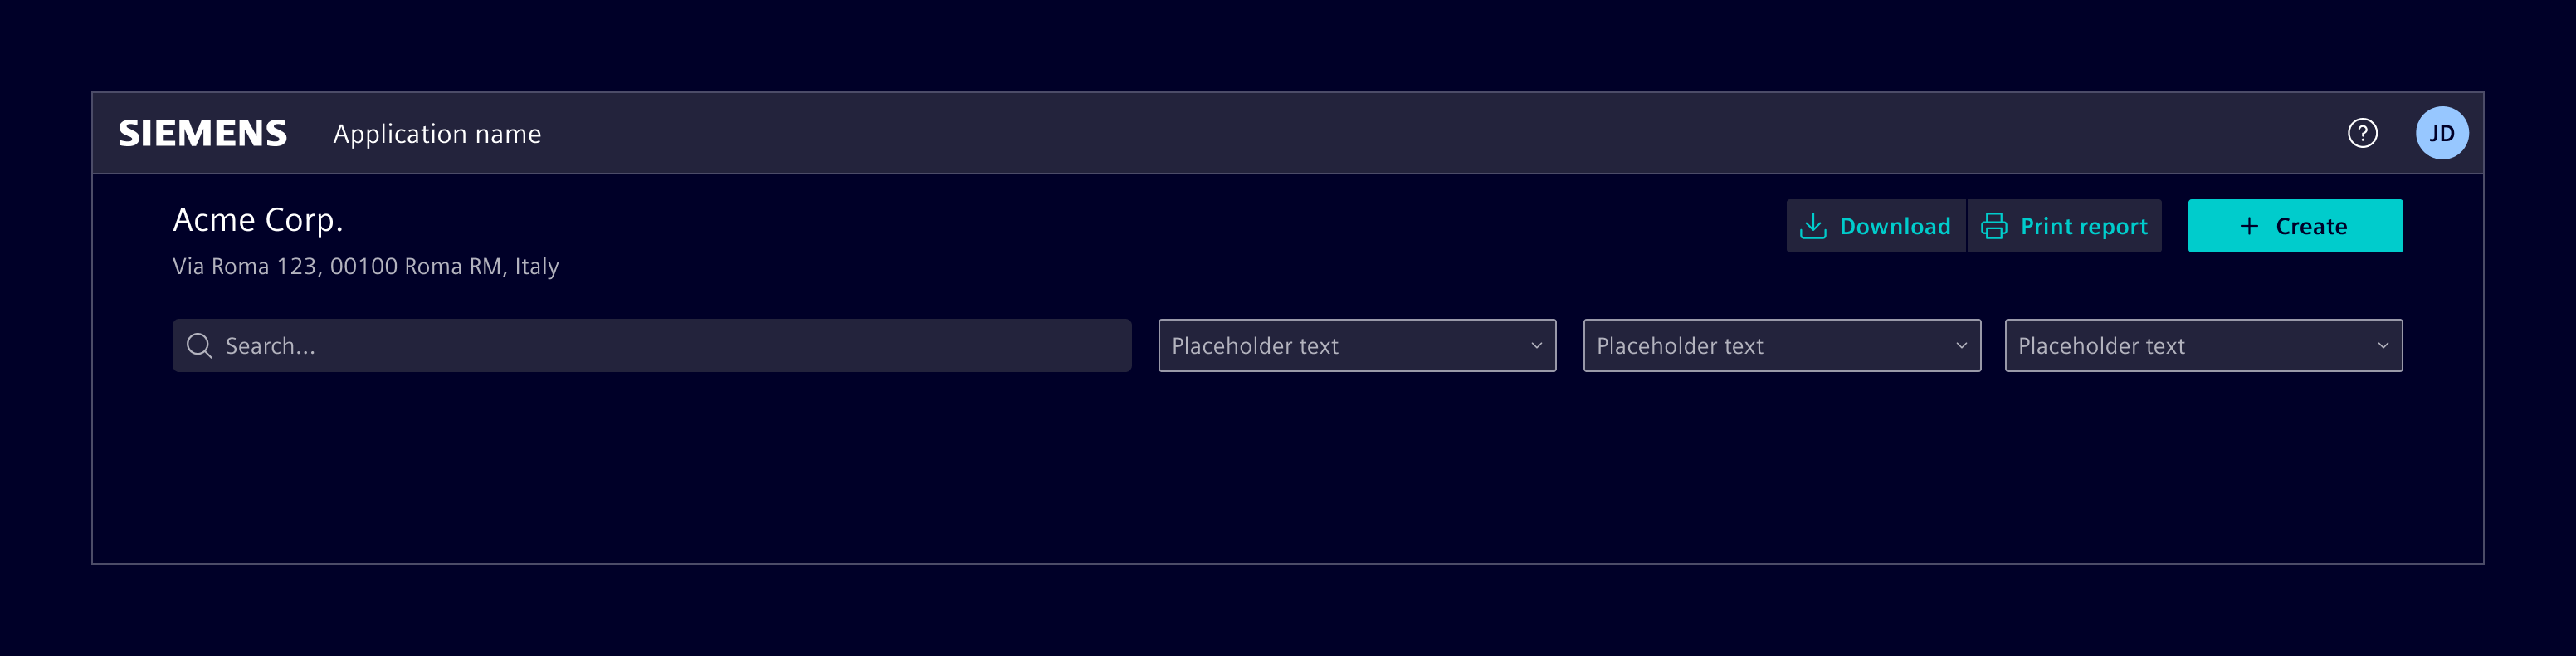 SIEMENS Application name ? JD
Acme Corp.
Via Roma 123, 00100 Roma RM, Italy
Download Print report + Create
Search... Placeholder text Placeholder text Placeholder text